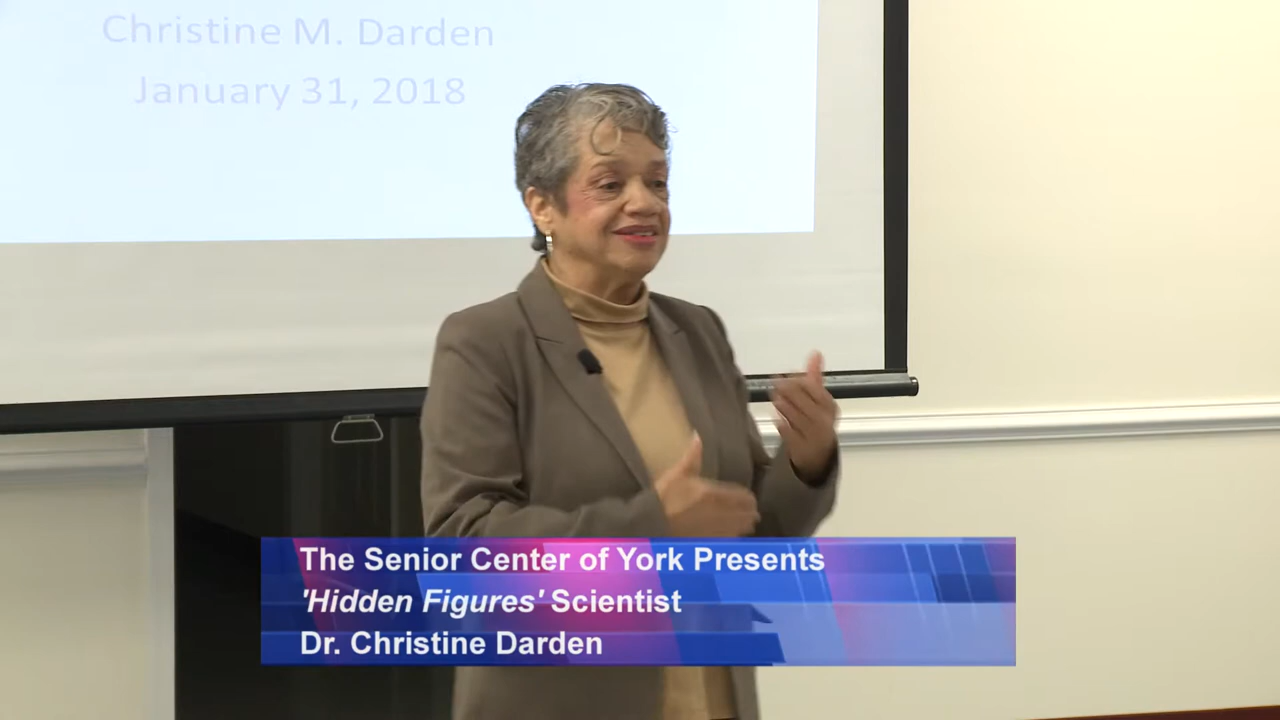 Christine M. Darden
January 31, 2018
The Senior Center of York Presents
'Hidden Figures' Scientist
Dr. Christine Darden